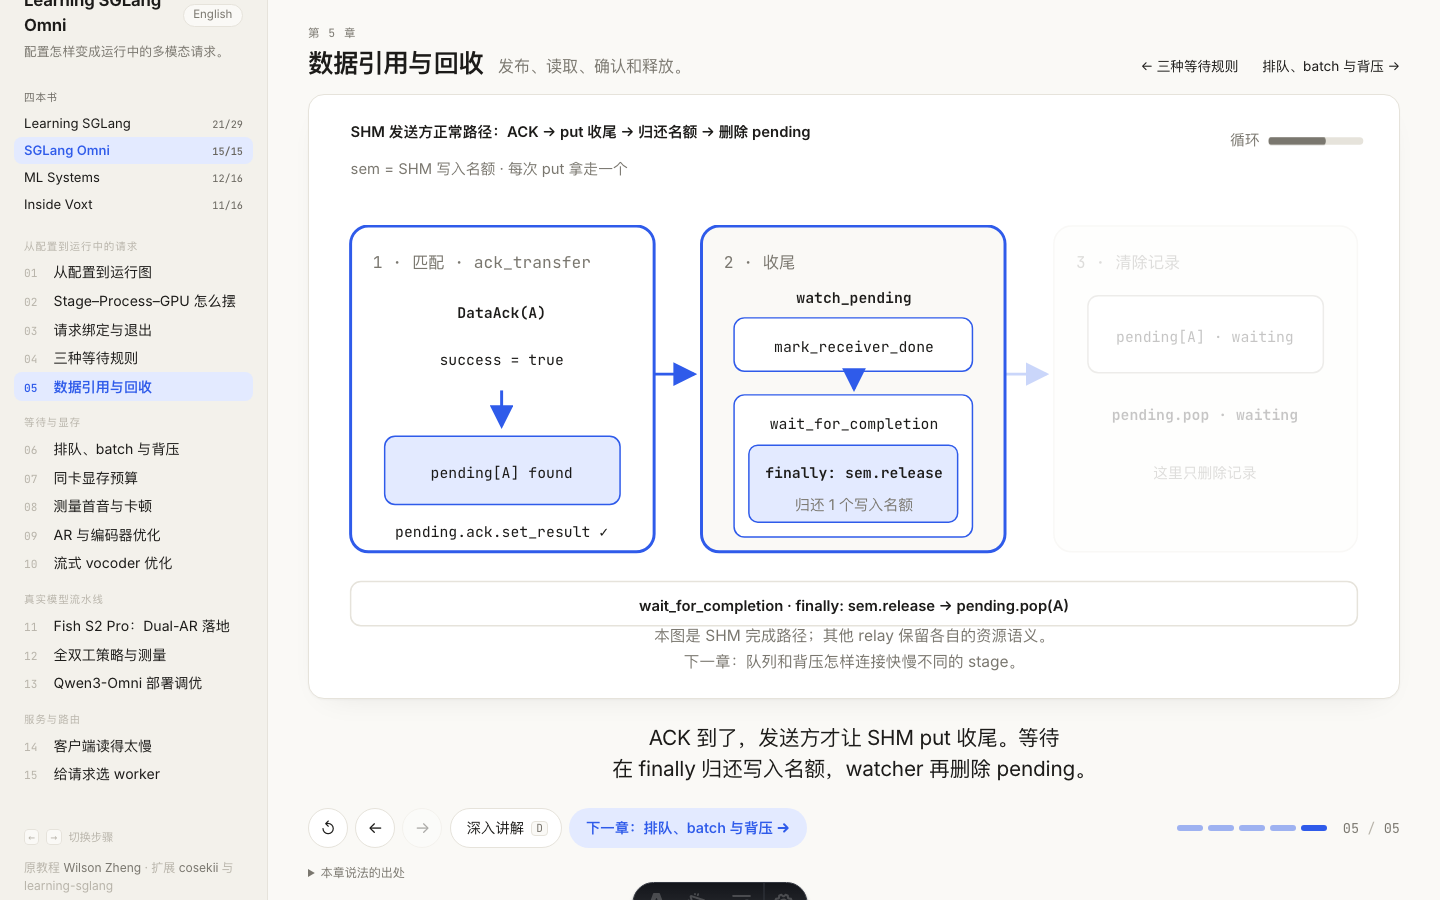 Learning SGLang
Omni
English
配置怎样变成运行中的多模态请求。
四本书
Learning SGLang 21/29
SGLang Omni 15/15
ML Systems 12/16
Inside Voxt 11/16
从配置到运行中的请求
01 从配置到运行图
02 Stage–Process–GPU 怎么摆
03 请求绑定与退出
04 三种等待规则
05 数据引用与回收
等待与显存
06 排队、batch 与背压
07 同卡显存预算
08 测量首音与卡顿
09 AR 与编码器优化
10 流式 vocoder 优化
真实模型流水线
11 Fish S2 Pro：Dual-AR 落地
12 全双工策略与测量
13 Qwen3-Omni 部署调优
服务与路由
14 客户端读得太慢
15 给请求选 worker
← → 切换步骤
原教程 Wilson Zheng · 扩展 cosekii 与
learning-sglang
第 5 章
数据引用与回收 发布、读取、确认和释放。
← 三种等待规则 排队、batch 与背压 →
SHM 发送方正常路径：ACK → put 收尾 → 归还名额 → 删除 pending
循环
sem = SHM 写入名额 · 每次 put 拿走一个
1 · 匹配 · ack_transfer
DataAck(A)
success = true
pending[A] found
pending.ack.set_result ✓
2 · 收尾
watch_pending
mark_receiver_done
wait_for_completion
finally: sem.release
归还 1 个写入名额
3 · 清除记录
pending[A] · waiting
pending.pop · waiting
这里只删除记录
wait_for_completion · finally: sem.release → pending.pop(A)
本图是 SHM 完成路径；其他 relay 保留各自的资源语义。
下一章：队列和背压怎样连接快慢不同的 stage。
ACK 到了，发送方才让 SHM put 收尾。等待
在 finally 归还写入名额，watcher 再删除 pending。
← → 深入讲解 D 下一章：排队、batch 与背压 →
05 / 05
▶ 本章说法的出处